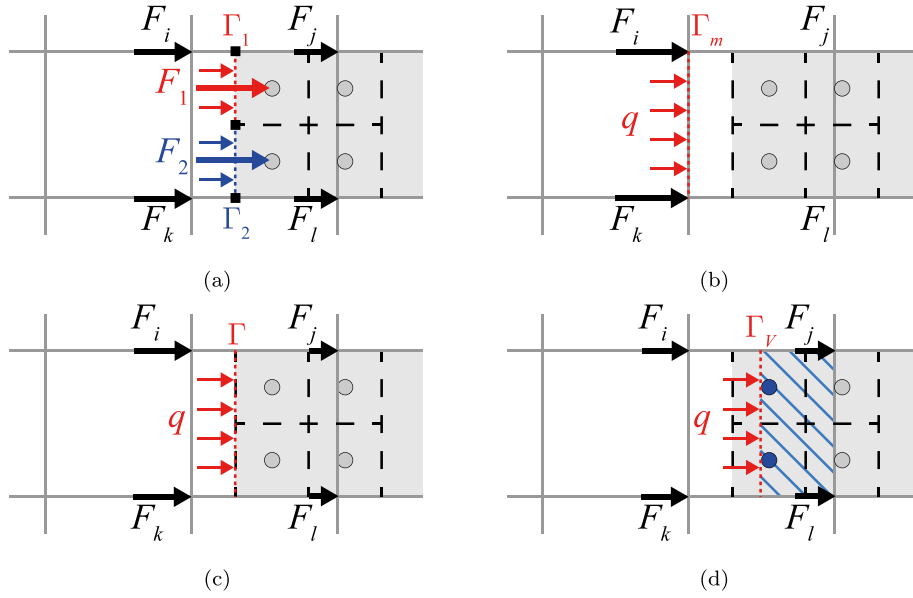 F_i Γ_1 F_j
F_1
F_2
F_k Γ_2 F_l
(a)
F_i Γ_m F_j
q
F_k F_l
(b)
F_i Γ F_j
q
F_k F_l
(c)
F_i Γ_V F_j
q
F_k F_l
(d)